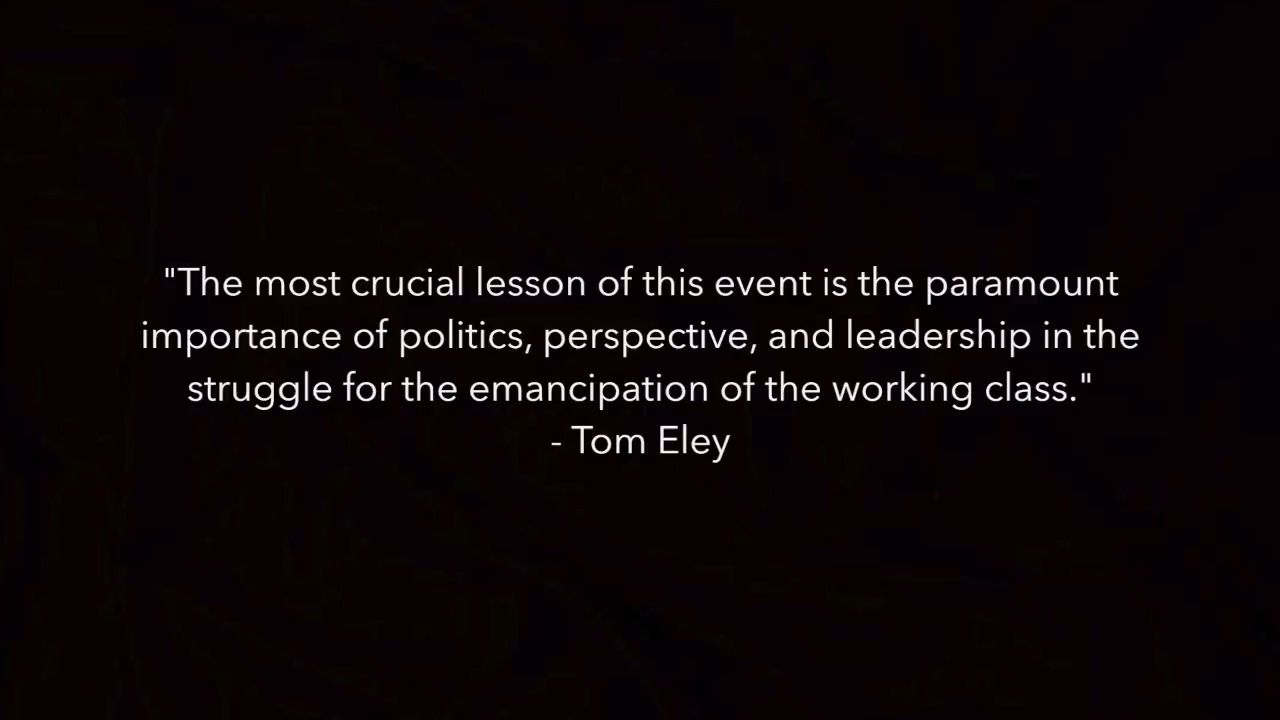 "The most crucial lesson of this event is the paramount
importance of politics, perspective, and leadership in the
struggle for the emancipation of the working class."
- Tom Eley